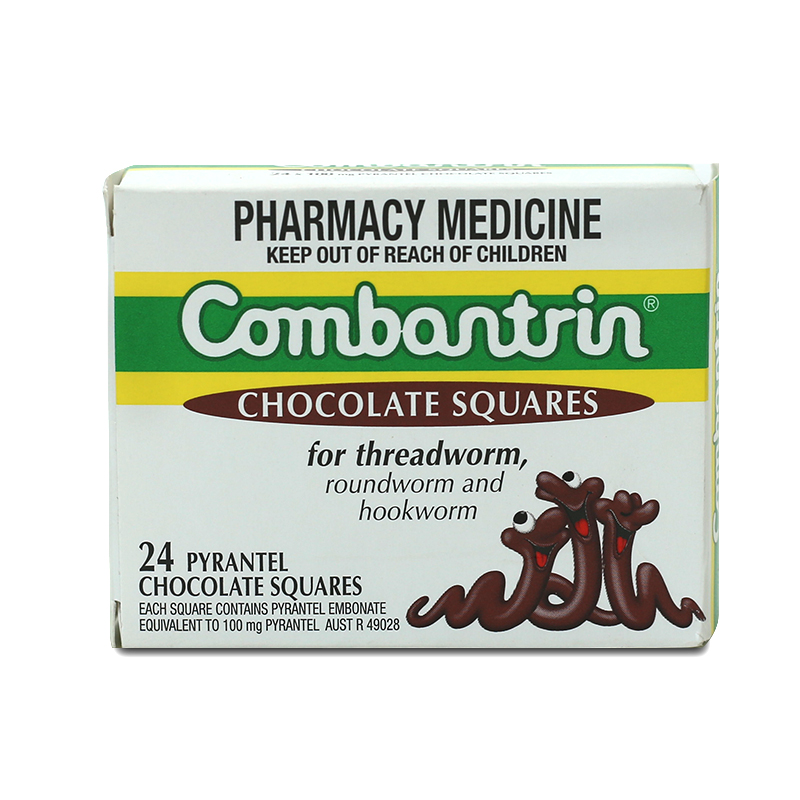 PHARMACY MEDICINE
KEEP OUT OF REACH OF CHILDREN
Combantrin®
CHOCOLATE SQUARES
for threadworm,
roundworm and
hookworm
24 PYRANTEL
CHOCOLATE SQUARES
EACH SQUARE CONTAINS PYRANTEL EMBONATE
EQUIVALENT TO 100 mg PYRANTEL AUST R 49028